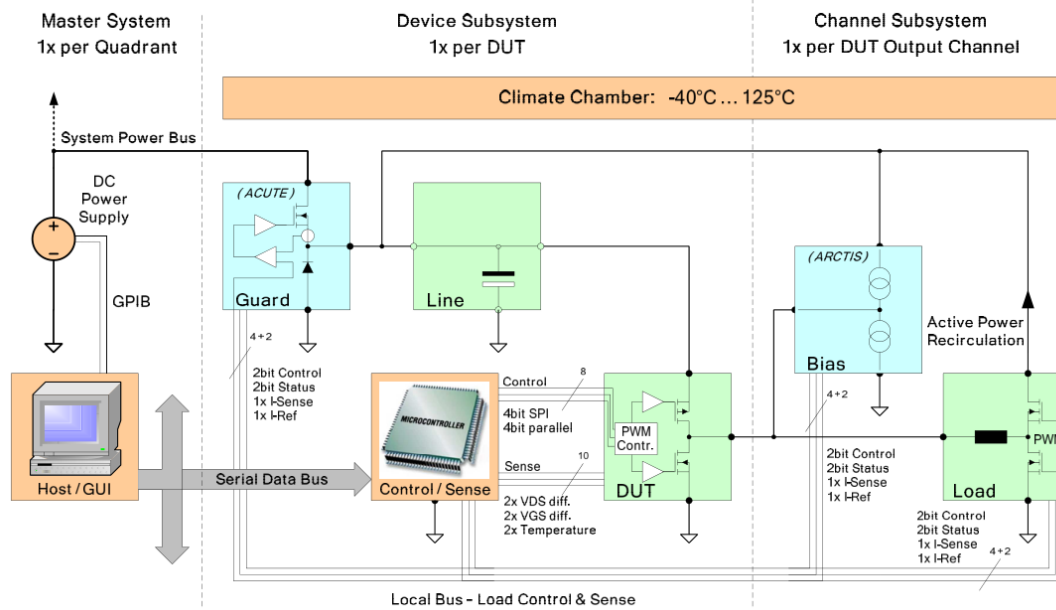 Master System
1x per Quadrant
Device Subsystem
1x per DUT
Channel Subsystem
1x per DUT Output Channel
Climate Chamber: -40°C ... 125°C
System Power Bus
DC
Power
Supply
GPIB
(ACUTE)
Guard
Line
(ARCTIS)
Bias
Active Power
Recirculation
4+2
2bit Control
2bit Status
1x I-Sense
1x I-Ref
Host / GUI
Serial Data Bus
MICROCONTROLLER
Control / Sense
Control
8
4bit SPI
4bit parallel
Sense
10
2x VDS diff.
2x VGS diff.
2x Temperature
PWM
Contr.
DUT
4+2
2bit Control
2bit Status
1x I-Sense
1x I-Ref
PWM
Load
2bit Control
2bit Status
1x I-Sense
1x I-Ref
4+2
Local Bus – Load Control & Sense